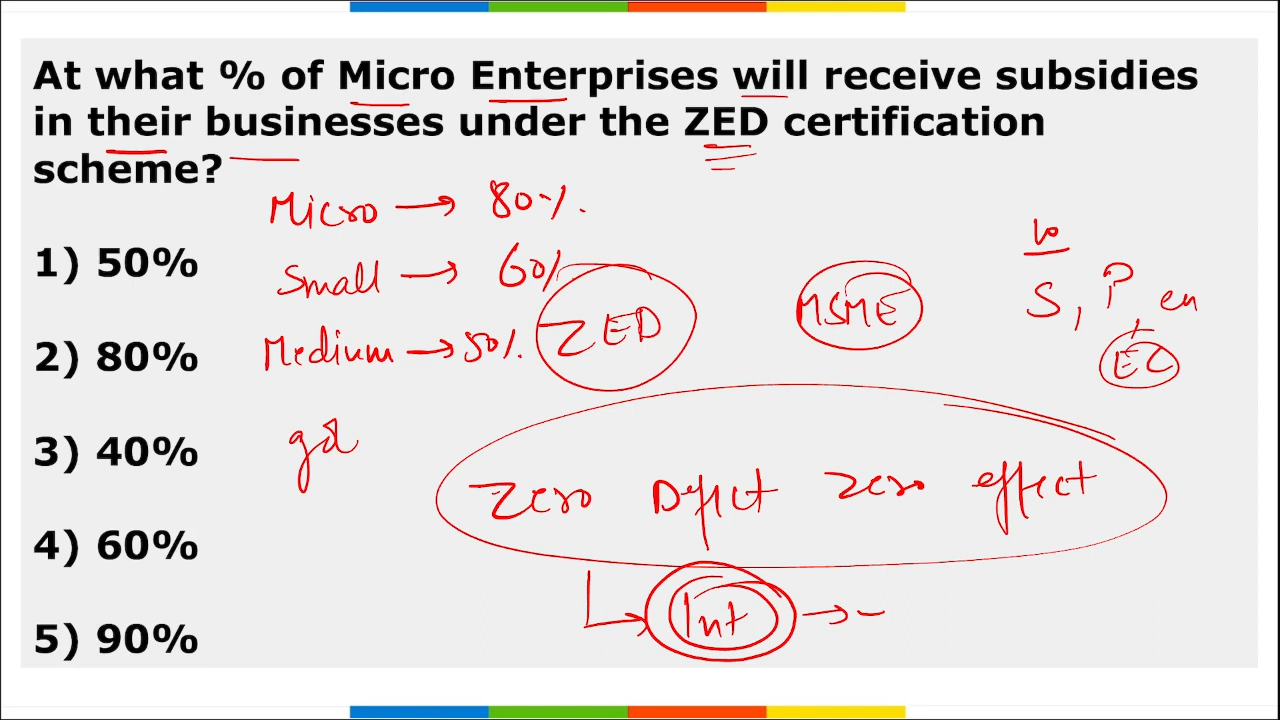 At what % of Micro Enterprises will receive subsidies
in their businesses under the ZED certification
scheme?
Micro → 80%.
1) 50%
Small → 60%
ZED
MSME
S, P, en
EC
2) 80%
Medium → 50%.
3) 40%
Zero Defect Zero effect
4) 60%
Int → -
5) 90%